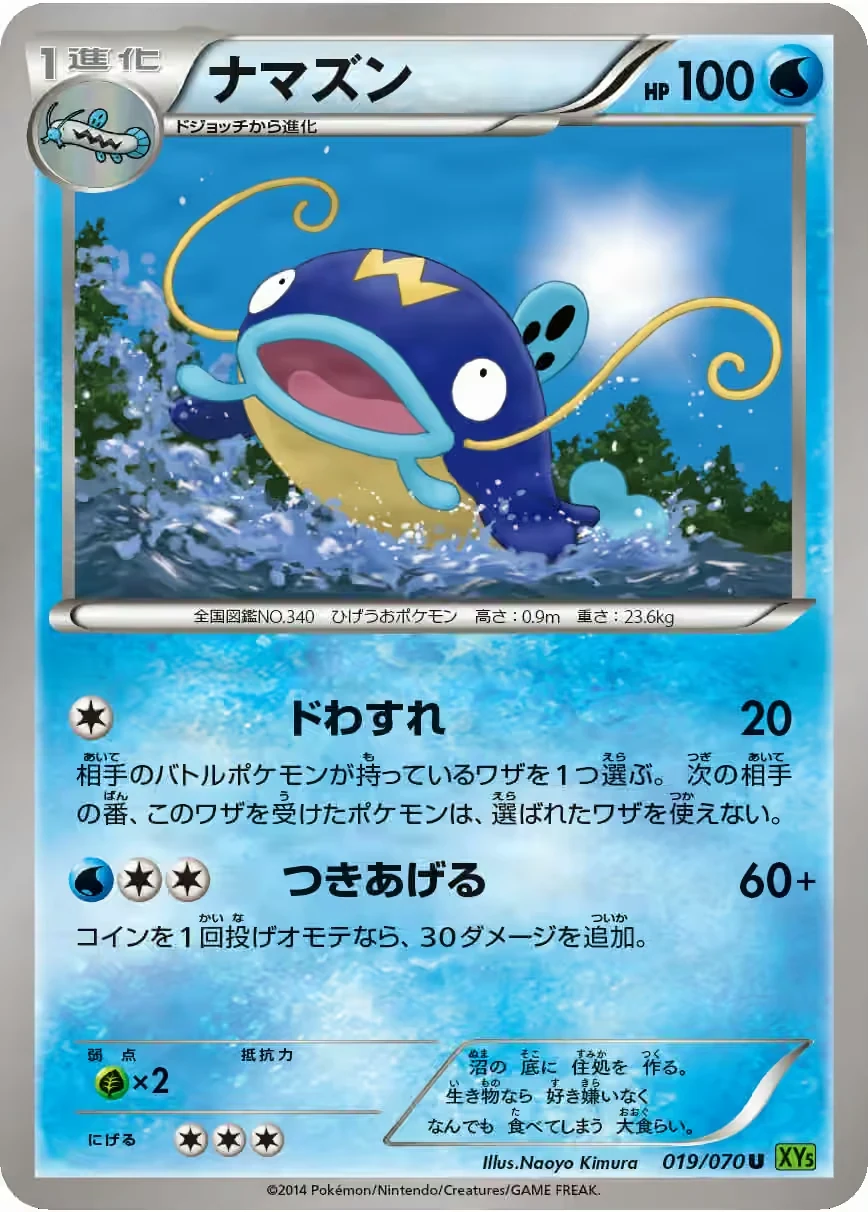 1進化
ナマズン
HP 100
ドジョッチから進化
全国図鑑NO.340 ひげうおポケモン 高さ：0.9m 重さ：23.6kg
ドわすれ 20
相手のバトルポケモンが持っているワザを1つ選ぶ。次の相手
の番、このワザを受けたポケモンは、選ばれたワザを使えない。
つきあげる 60+
コインを1回投げオモテなら、30ダメージを追加。
弱点 抵抗力
×2
にげる
沼の 底に 住処を 作る。
生き物なら 好き嫌いなく
なんでも 食べてしまう 大食らい。
Illus.Naoyo Kimura 019/070 U XY5
©2014 Pokémon/Nintendo/Creatures/GAME FREAK.